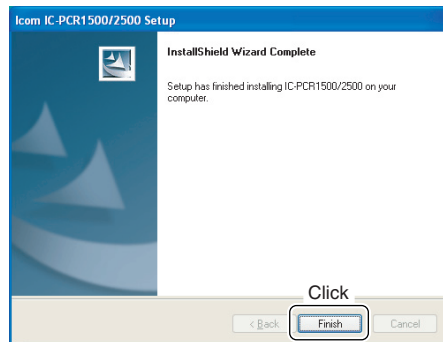 Icom IC-PCR1500/2500 Setup
InstallShield Wizard Complete
Setup has finished installing IC-PCR1500/2500 on your
computer.
Click
< Back
Finish
Cancel